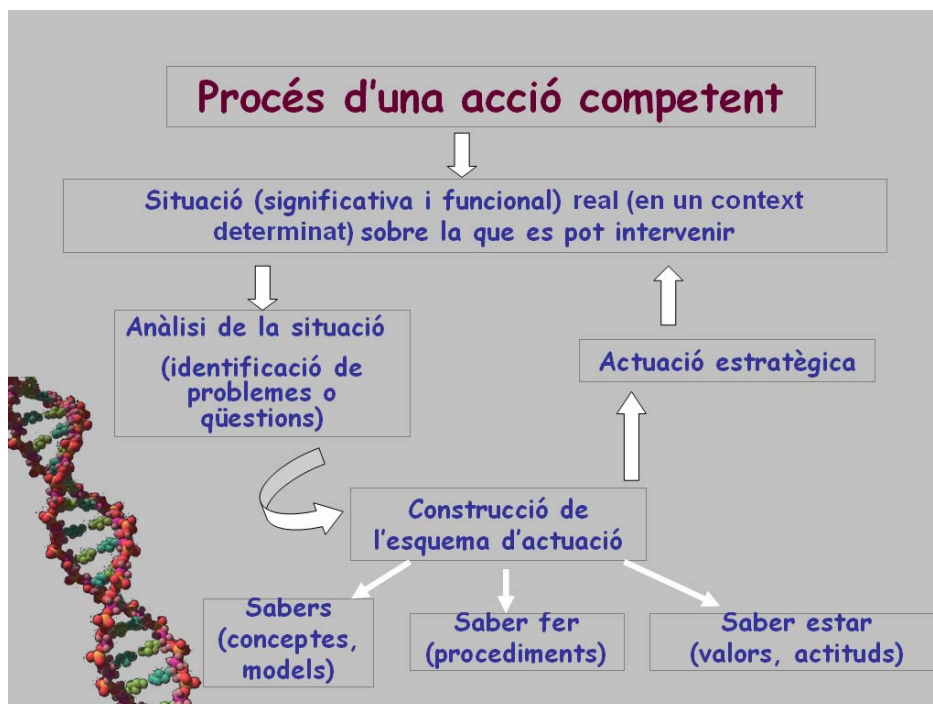 Procés d'una acció competent
Situació (significativa i funcional) real (en un context
determinat) sobre la que es pot intervenir
Anàlisi de la situació
(identificació de
problemes o
qüestions)
Actuació estratègica
Construcció de
l'esquema d'actuació
Sabers
(conceptes,
models)
Saber fer
(procediments)
Saber estar
(valors, actituds)